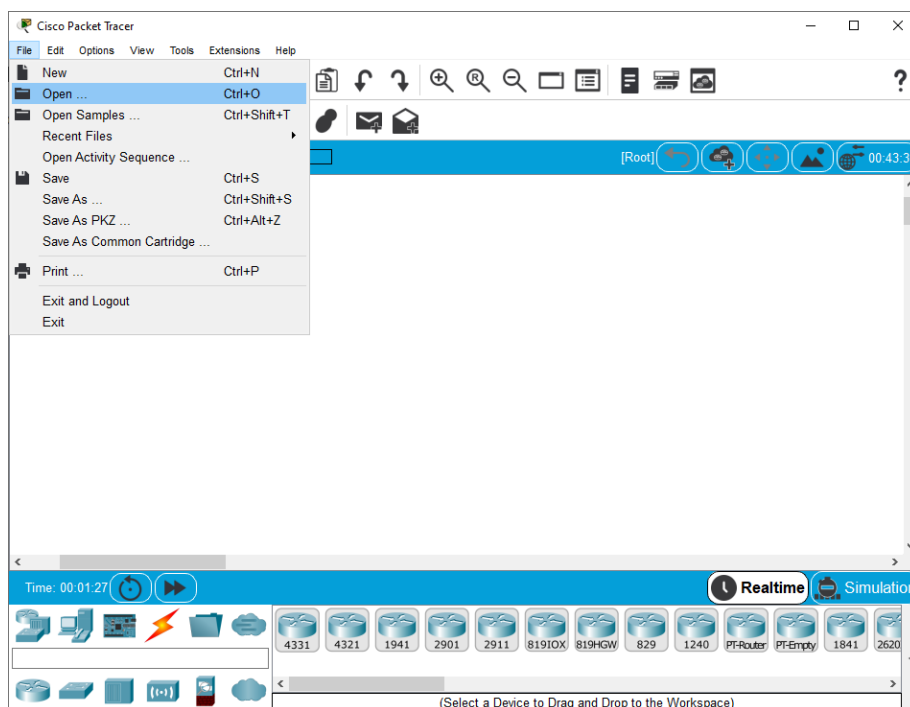 Cisco Packet Tracer
File Edit Options View Tools Extensions Help
New Ctrl+N
Open ... Ctrl+O
Open Samples ... Ctrl+Shift+T
Recent Files
Open Activity Sequence ...
Save Ctrl+S
Save As ... Ctrl+Shift+S
Save As PKZ ... Ctrl+Alt+Z
Save As Common Cartridge ...
Print ... Ctrl+P
Exit and Logout
Exit
[Root] 00:43:3
Time: 00:01:27 Realtime Simulation
4331 4321 1941 2901 2911 819IOX 819HGW 829 1240 PT-Router PT-Empty 1841 2620
(Select a Device to Drag and Drop to the Workspace)